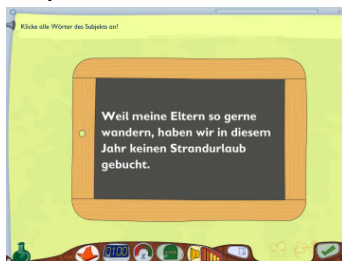 Klicke alle Wörter des Subjekts an!
Weil meine Eltern so gerne
wandern, haben wir in diesem
Jahr keinen Strandurlaub
gebucht.